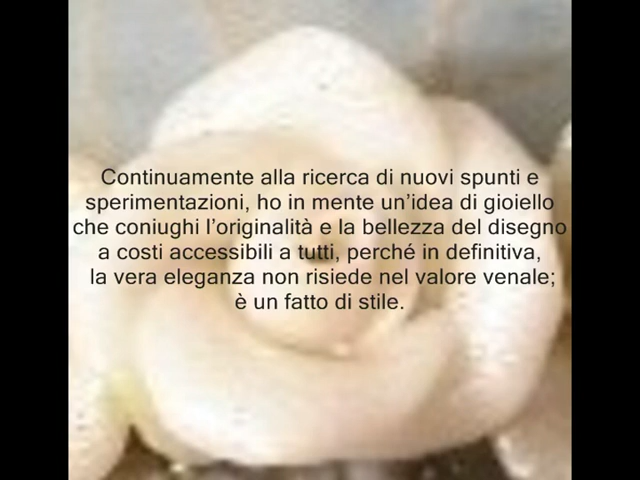 Continuamente alla ricerca di nuovi spunti e
sperimentazioni, ho in mente un’idea di gioiello
che coniughi l’originalità e la bellezza del disegno
a costi accessibili a tutti, perché in definitiva,
la vera eleganza non risiede nel valore venale;
è un fatto di stile.